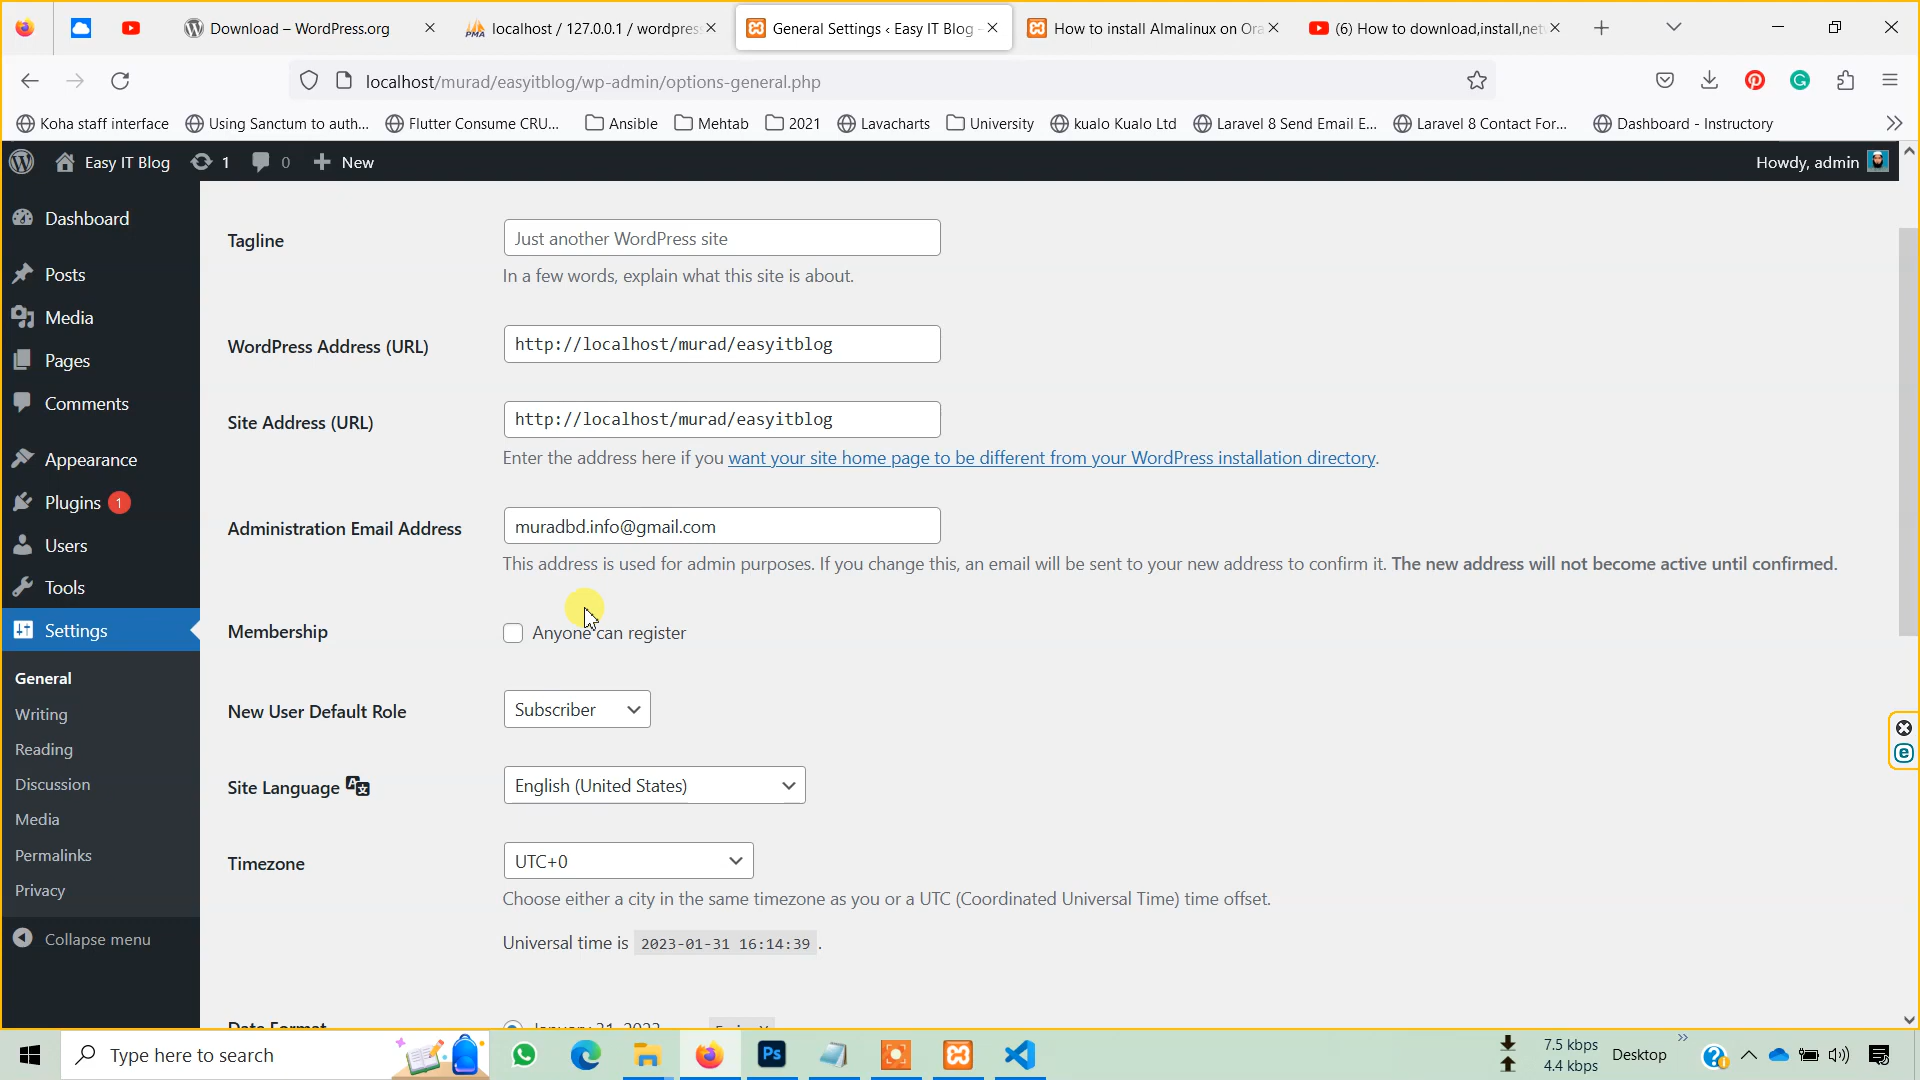 Download – WordPress.org
localhost / 127.0.0.1 / wordpres
General Settings ‹ Easy IT Blog –
How to install Almalinux on Ora
(6) How to download,install,net
localhost/murad/easyitblog/wp-admin/options-general.php
Koha staff interface
Using Sanctum to auth...
Flutter Consume CRU...
Ansible
Mehtab
2021
Lavacharts
University
kualo Kualo Ltd
Laravel 8 Send Email E...
Laravel 8 Contact For...
Dashboard - Instructory
Easy IT Blog
1
0
New
Howdy, admin
Dashboard
Posts
Media
Pages
Comments
Appearance
Plugins 1
Users
Tools
Settings
General
Writing
Reading
Discussion
Media
Permalinks
Privacy
Collapse menu
Tagline
Just another WordPress site
In a few words, explain what this site is about.
WordPress Address (URL)
http://localhost/murad/easyitblog
Site Address (URL)
http://localhost/murad/easyitblog
Enter the address here if you want your site home page to be different from your WordPress installation directory.
Administration Email Address
muradbd.info@gmail.com
This address is used for admin purposes. If you change this, an email will be sent to your new address to confirm it. The new address will not become active until confirmed.
Membership
Anyone can register
New User Default Role
Subscriber
Site Language
English (United States)
Timezone
UTC+0
Choose either a city in the same timezone as you or a UTC (Coordinated Universal Time) time offset.
Universal time is 2023-01-31 16:14:39 .
Date Format
January 31, 2023
Type here to search
Ps
7.5 kbps
4.4 kbps
Desktop